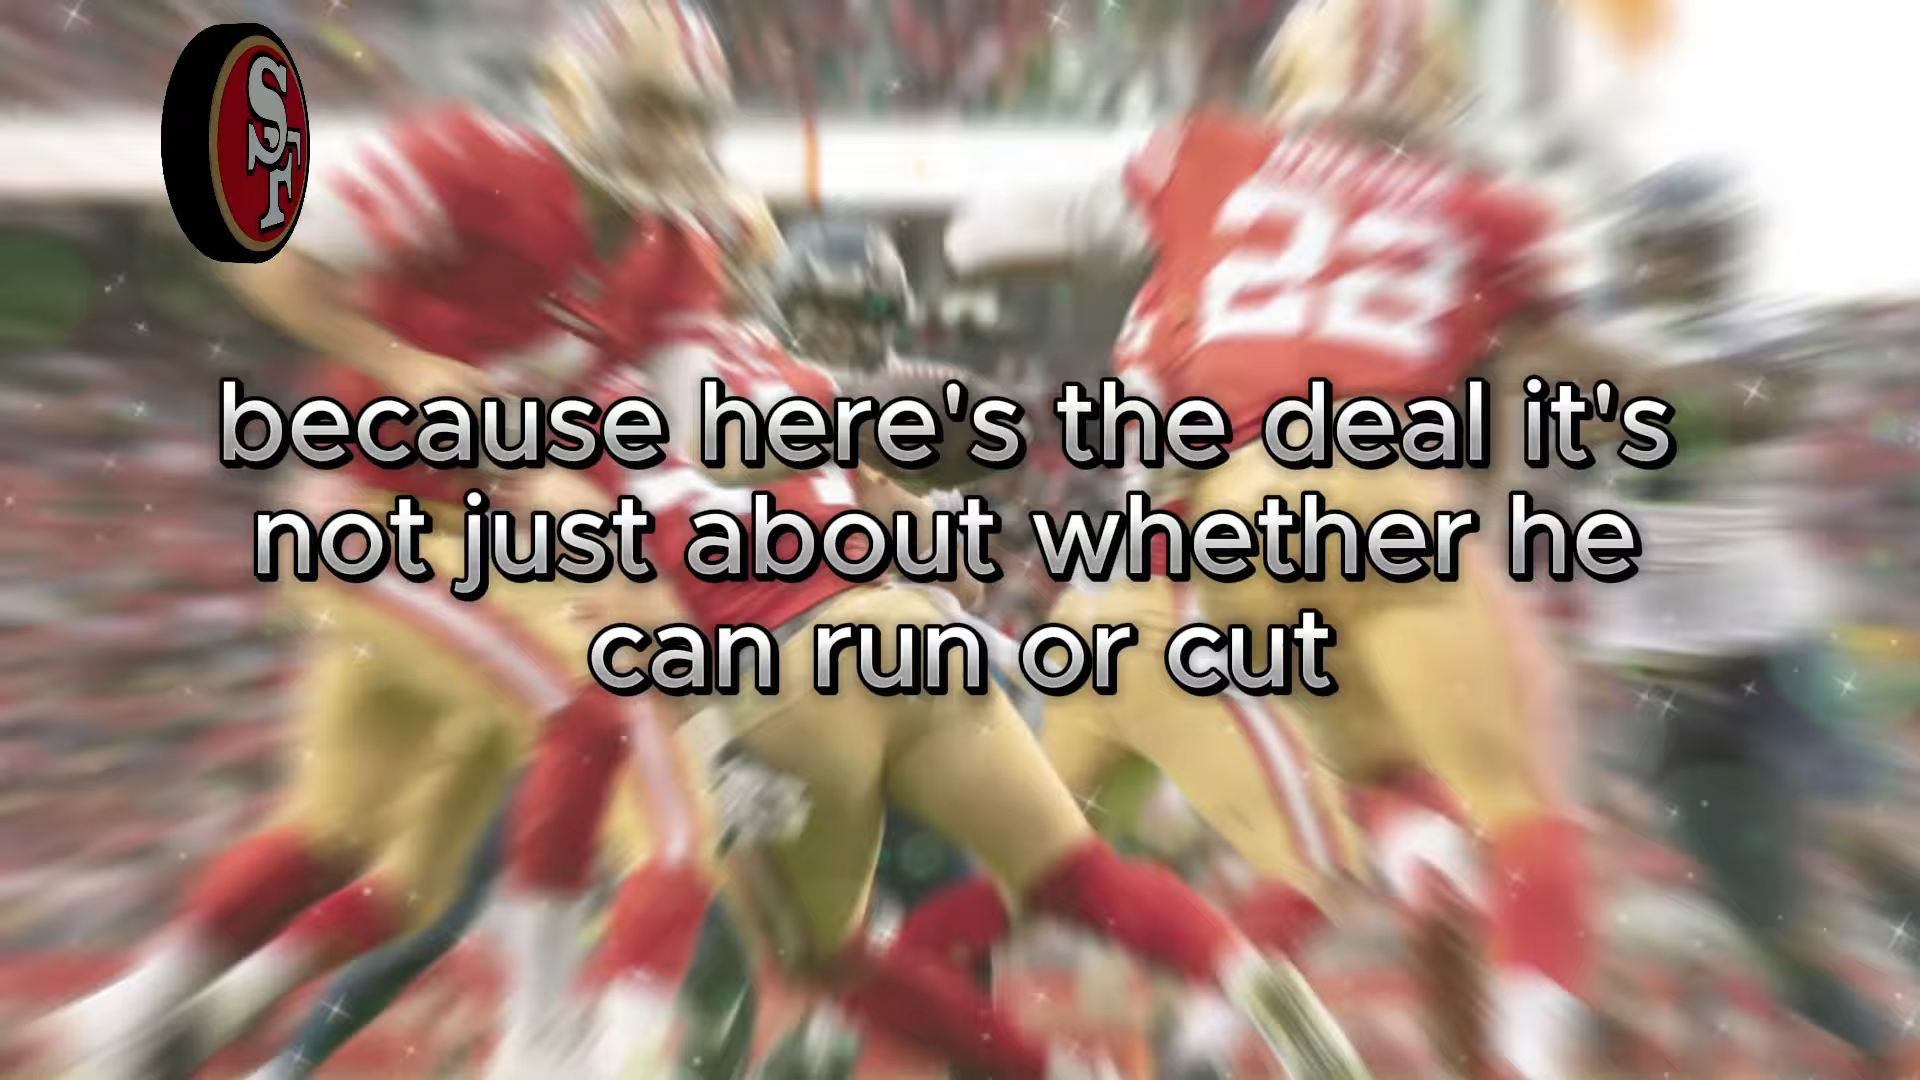 SF
22
because here's the deal it's
not just about whether he
can run or cut